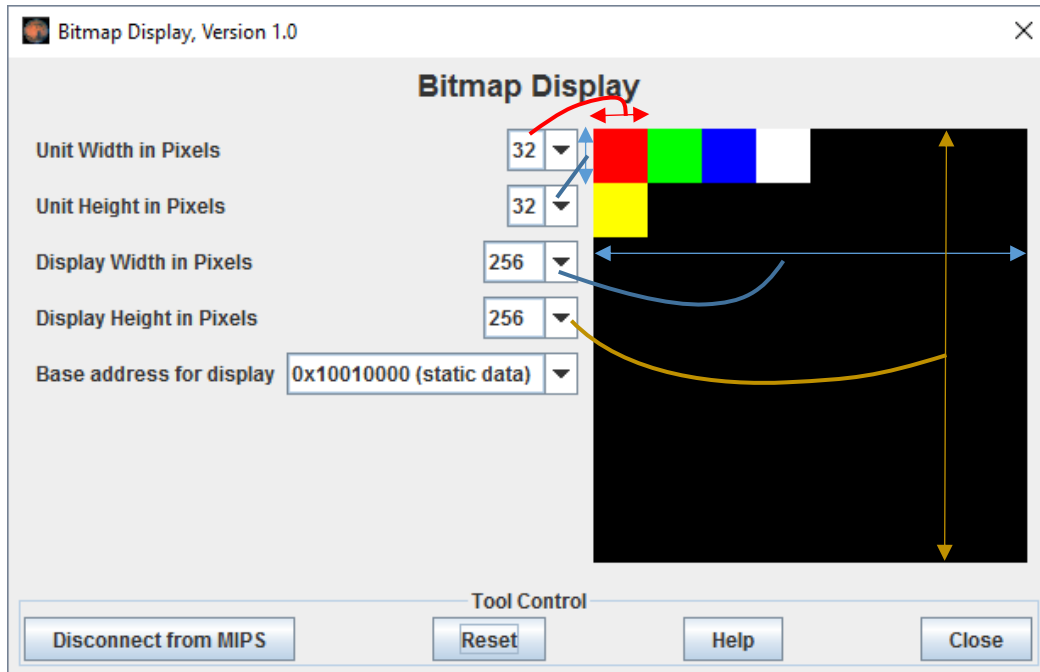 Bitmap Display, Version 1.0
Bitmap Display
Unit Width in Pixels 32
Unit Height in Pixels 32
Display Width in Pixels 256
Display Height in Pixels 256
Base address for display 0x10010000 (static data)
Tool Control
Disconnect from MIPS Reset Help Close